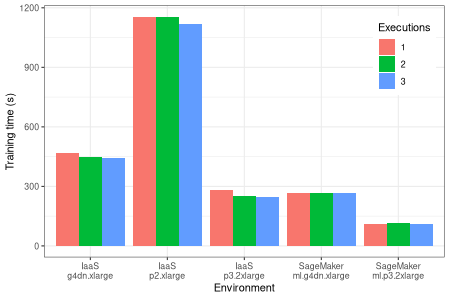 1200
900
600
300
0
Training time (s)
Executions
1
2
3
IaaS IaaS IaaS SageMaker SageMaker
g4dn.xlarge p2.xlarge p3.2xlarge ml.g4dn.xlarge ml.p3.2xlarge
Environment